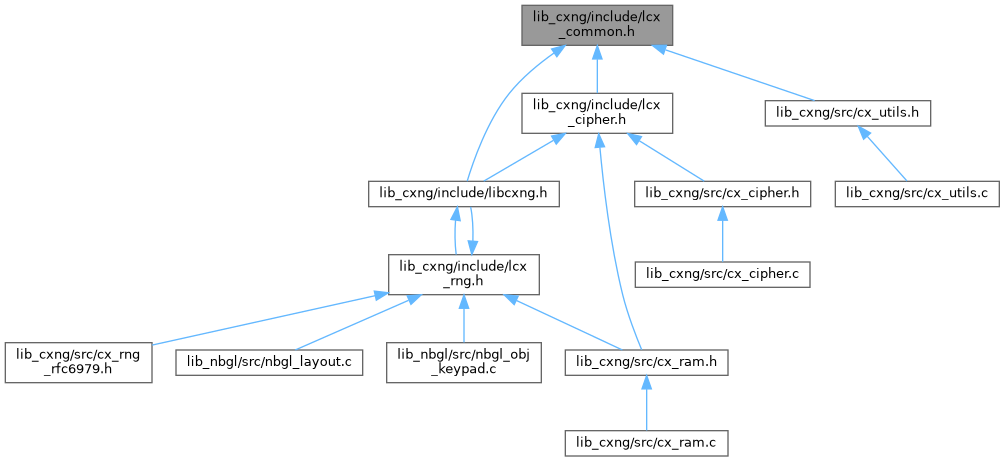 lib_cxng/include/lcx
_common.h
lib_cxng/include/lcx
_cipher.h
lib_cxng/src/cx_utils.h
lib_cxng/include/libcxng.h
lib_cxng/src/cx_cipher.h
lib_cxng/src/cx_utils.c
lib_cxng/include/lcx
_rng.h
lib_cxng/src/cx_cipher.c
lib_cxng/src/cx_rng
_rfc6979.h
lib_nbgl/src/nbgl_layout.c
lib_nbgl/src/nbgl_obj
_keypad.c
lib_cxng/src/cx_ram.h
lib_cxng/src/cx_ram.c